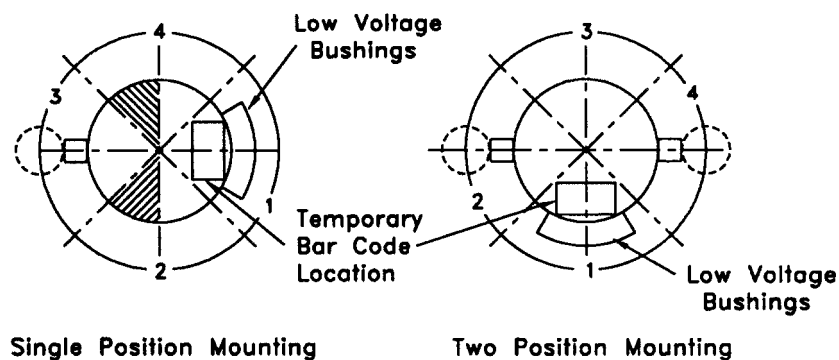 4
3
1
2
Low Voltage
Bushings
Temporary
Bar Code
Location
3
4
2
1
Low Voltage
Bushings
Single Position Mounting
Two Position Mounting